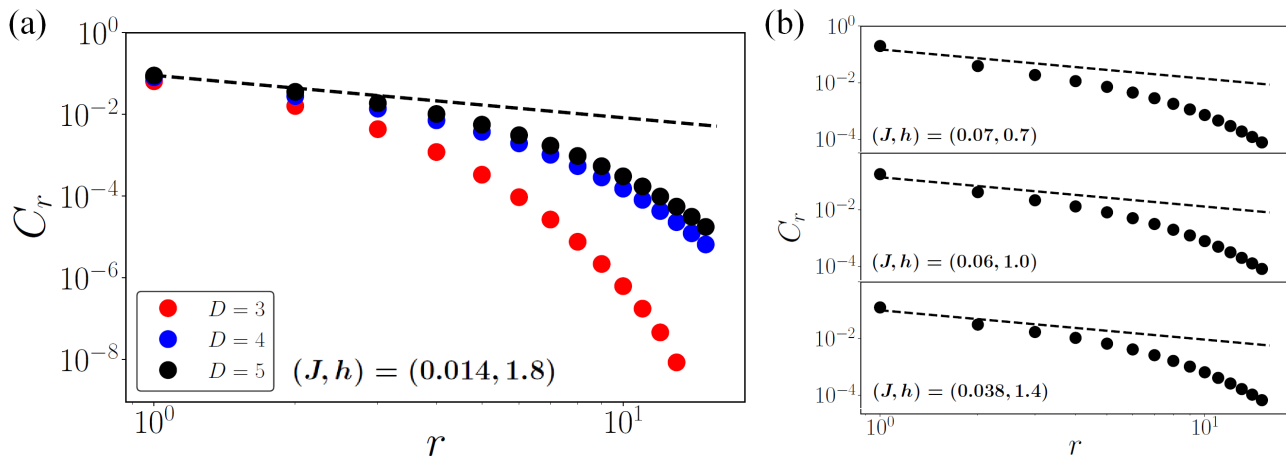 (a)
10^0
10^{-2}
10^{-4}
10^{-6}
10^{-8}
C_r
D = 3
D = 4
D = 5
(J, h) = (0.014, 1.8)
10^0
10^1
r
(b)
10^0
10^{-2}
10^{-4}
(J, h) = (0.07, 0.7)
10^{-2}
10^{-4}
C_r
(J, h) = (0.06, 1.0)
10^{-2}
10^{-4}
(J, h) = (0.038, 1.4)
10^0
10^1
r